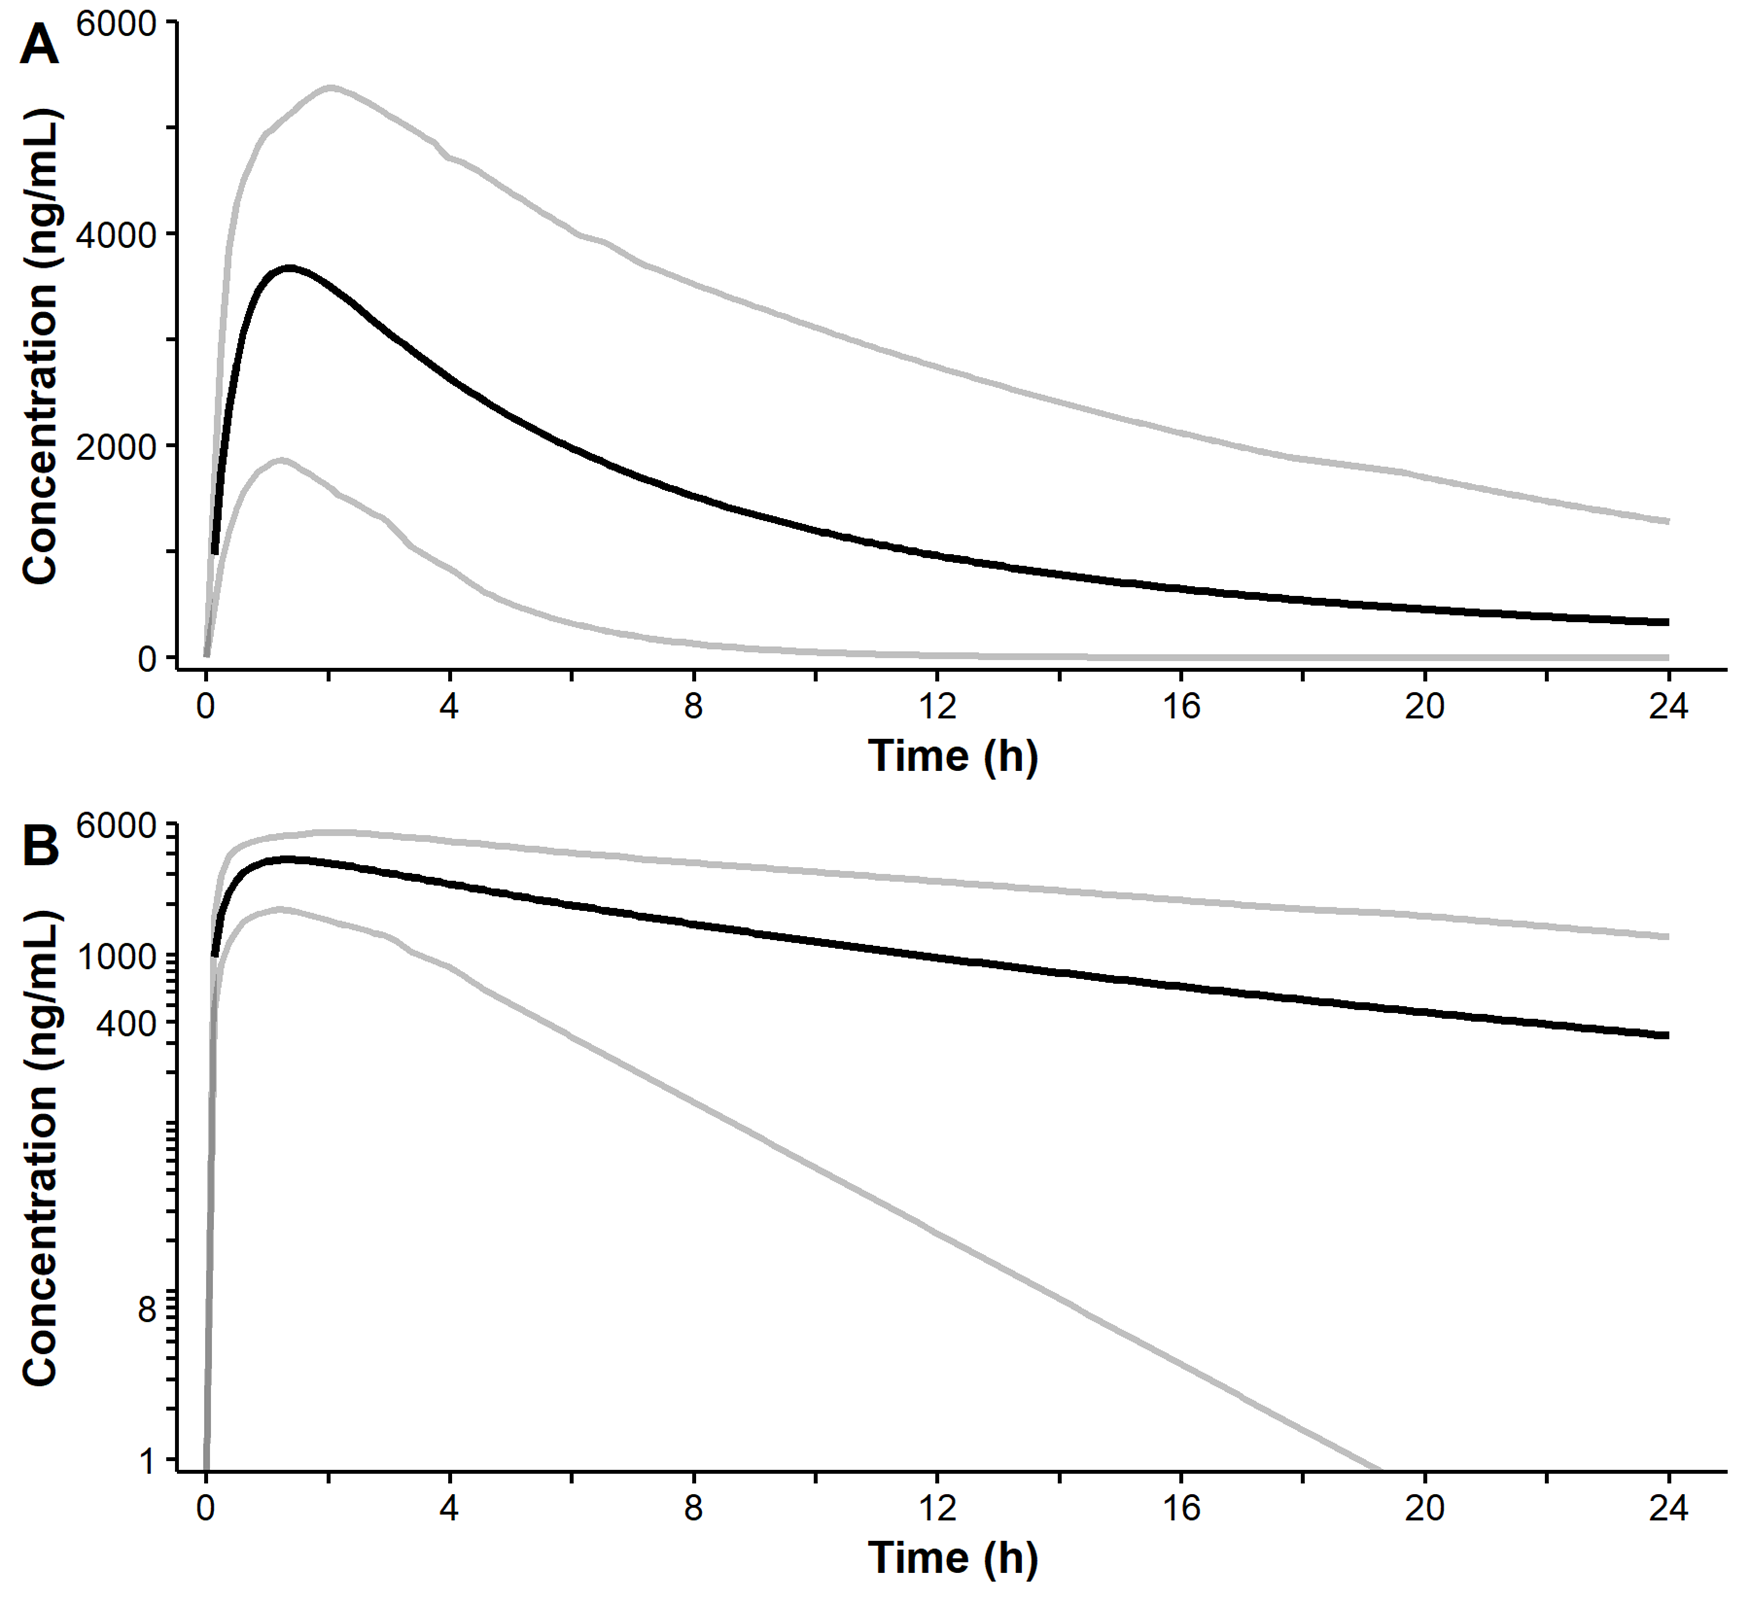 A
Concentration (ng/mL)
6000
4000
2000
0
0 4 8 12 16 20 24
Time (h)
B
Concentration (ng/mL)
6000
1000
400
8
1
0 4 8 12 16 20 24
Time (h)